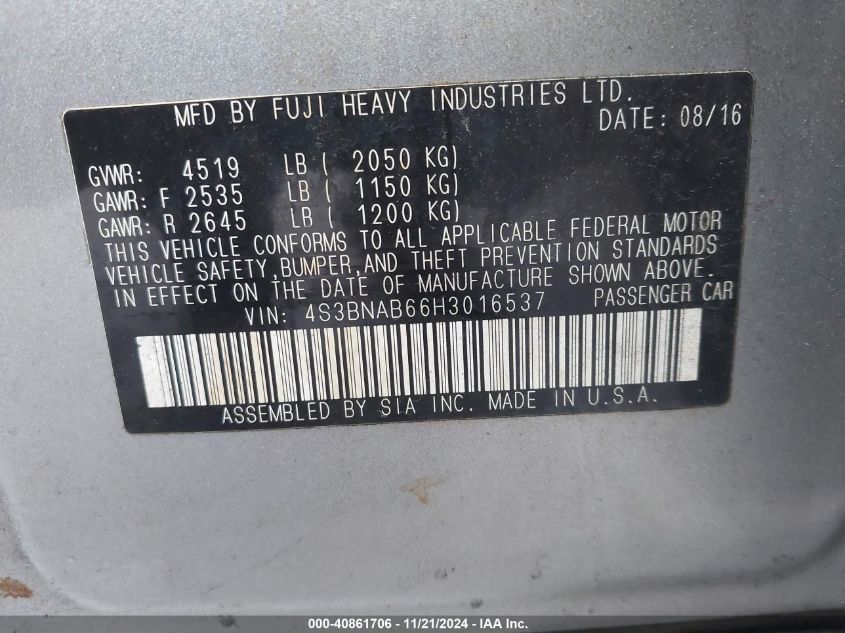 MFD BY FUJI HEAVY INDUSTRIES LTD.
DATE: 08/16
GVWR: 4519 LB ( 2050 KG)
GAWR: F 2535 LB ( 1150 KG)
GAWR: R 2645 LB ( 1200 KG)
THIS VEHICLE CONFORMS TO ALL APPLICABLE FEDERAL MOTOR
VEHICLE SAFETY, BUMPER, AND THEFT PREVENTION STANDARDS
IN EFFECT ON THE DATE OF MANUFACTURE SHOWN ABOVE.
VIN: 4S3BNAB66H3016537 PASSENGER CAR
ASSEMBLED BY SIA INC. MADE IN U.S.A.
000-40861706 - 11/21/2024 - IAA Inc.